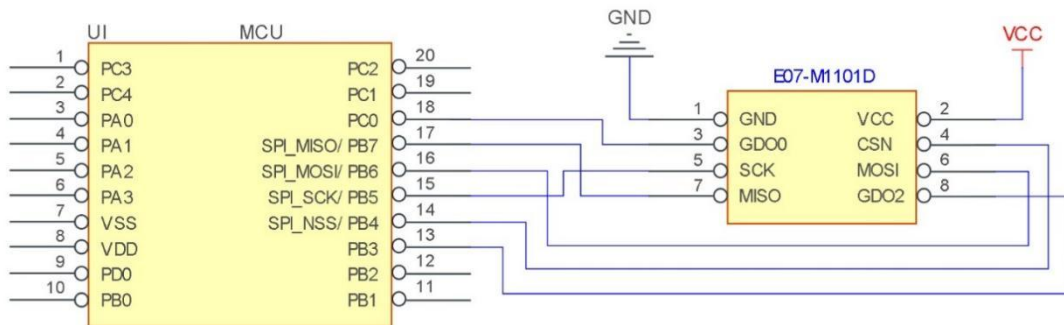 GND
UI MCU
VCC
E07-M1101D
1 PC3 PC2 20
2 PC4 PC1 19
3 PA0 PC0 18
4 PA1 SPI_MISO/ PB7 17
5 PA2 SPI_MOSI/ PB6 16
6 PA3 SPI_SCK/ PB5 15
7 VSS SPI_NSS/ PB4 14
8 VDD PB3 13
9 PD0 PB2 12
10 PB0 PB1 11
1 GND VCC 2
3 GDO0 CSN 4
5 SCK MOSI 6
7 MISO GDO2 8